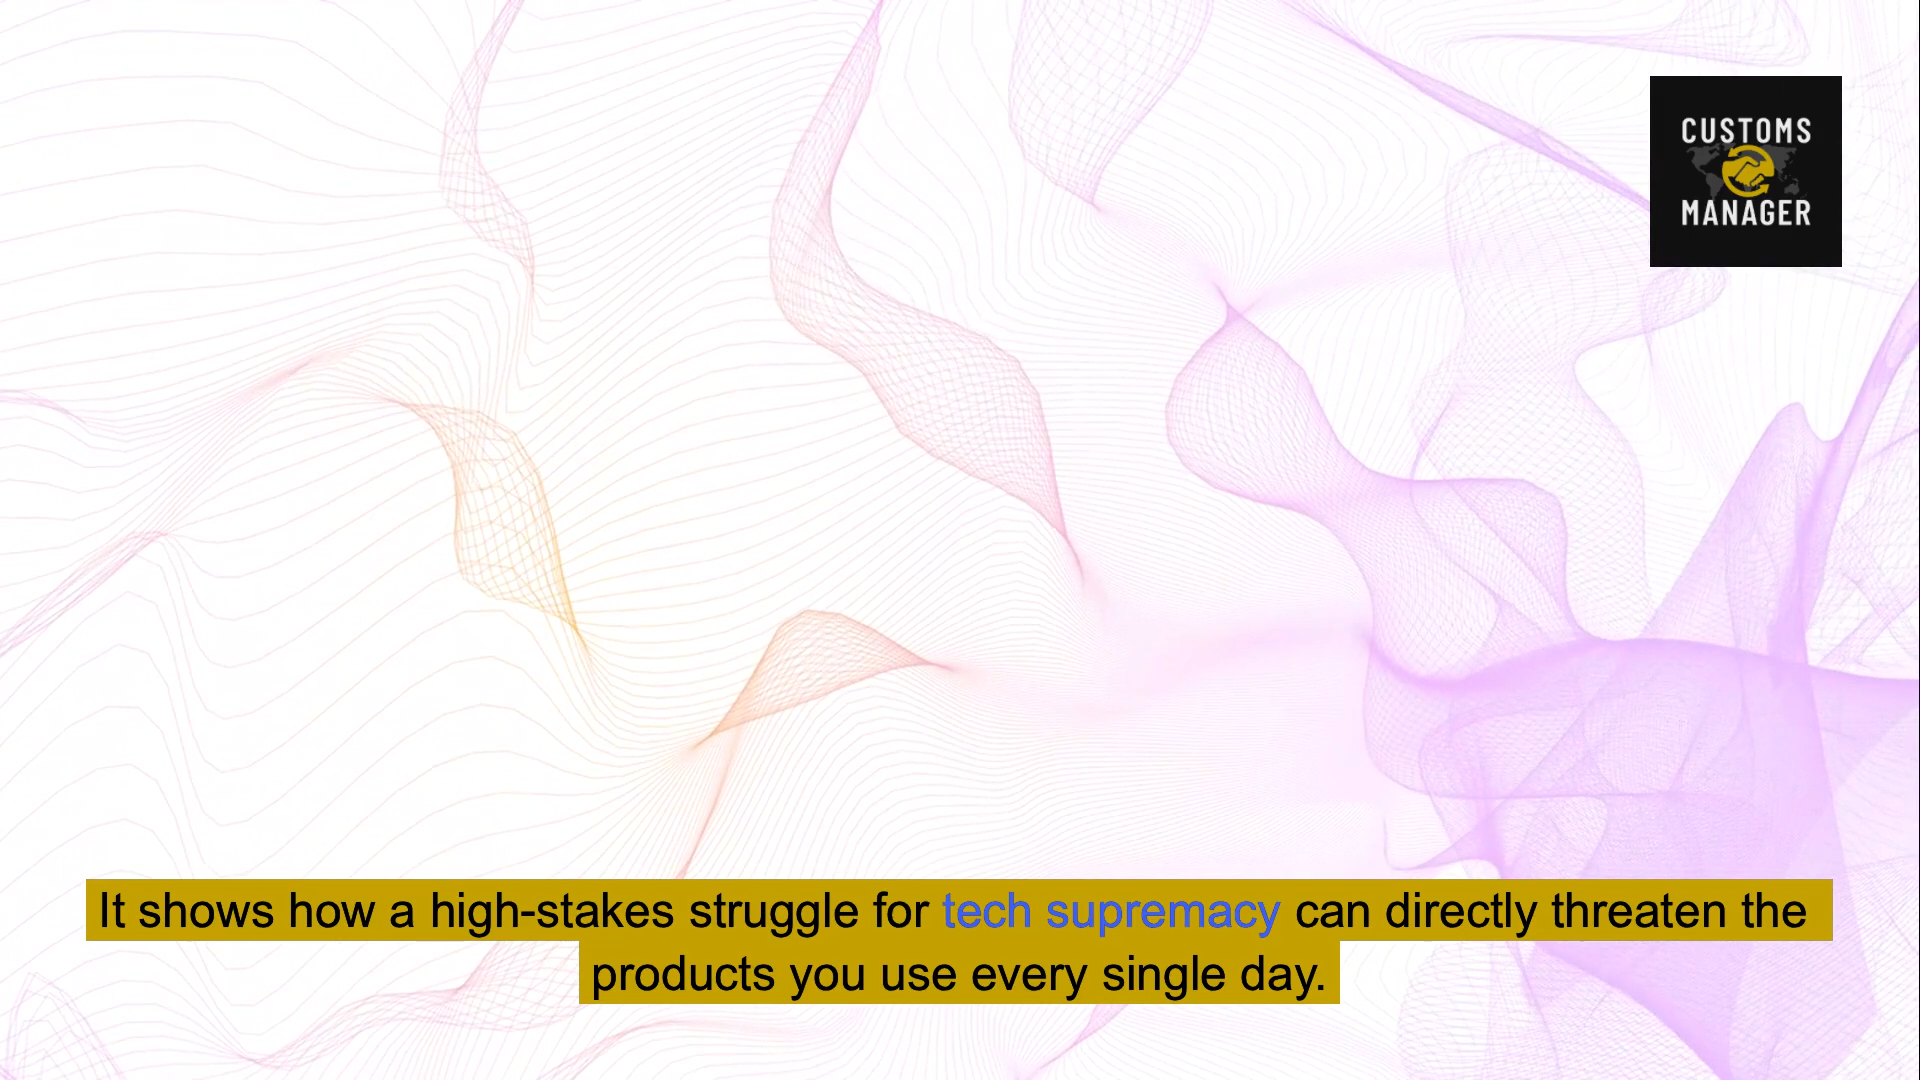 CUSTOMS
MANAGER
It shows how a high-stakes struggle for tech supremacy can directly threaten the
products you use every single day.